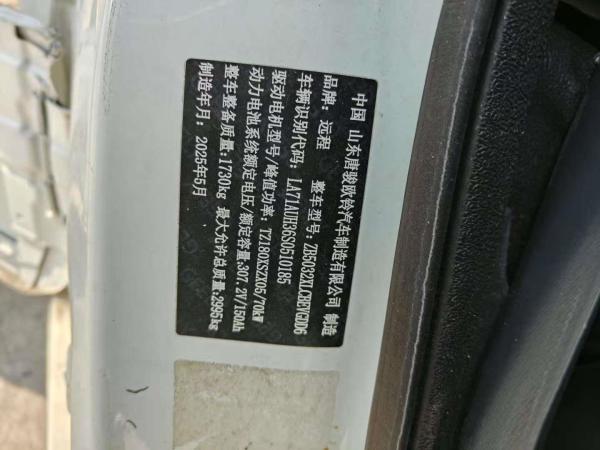 中国 山东唐骏欧铃汽车制造有限公司 制造
品牌：远程 整车型号：ZB5032XLCBEVGDD6
车辆识别代码：LA71AUB36S0510185
驱动电机型号/峰值功率：TZ180XSZX05/70kW
动力电池系统额定电压/额定容量：307.2V/150Ah
整车整备质量：1730kg 最大允许总质量：2995kg
制造年月：2025年5月